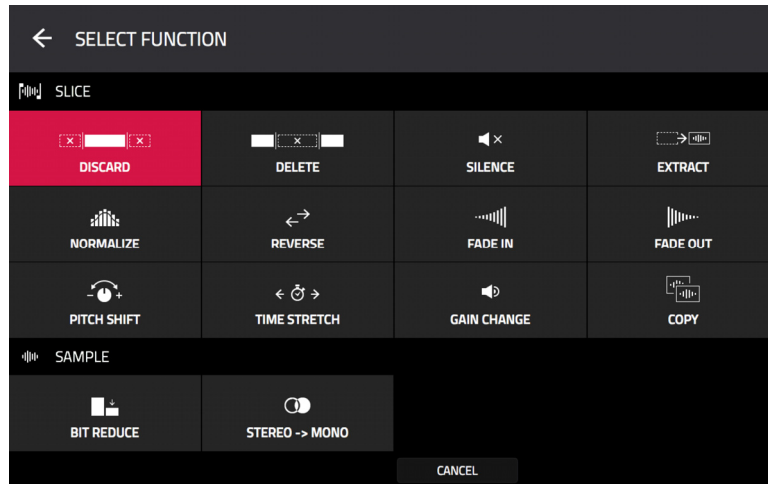 SELECT FUNCTION
SLICE
DISCARD
DELETE
SILENCE
EXTRACT
NORMALIZE
REVERSE
FADE IN
FADE OUT
PITCH SHIFT
TIME STRETCH
GAIN CHANGE
COPY
SAMPLE
BIT REDUCE
STEREO -> MONO
CANCEL